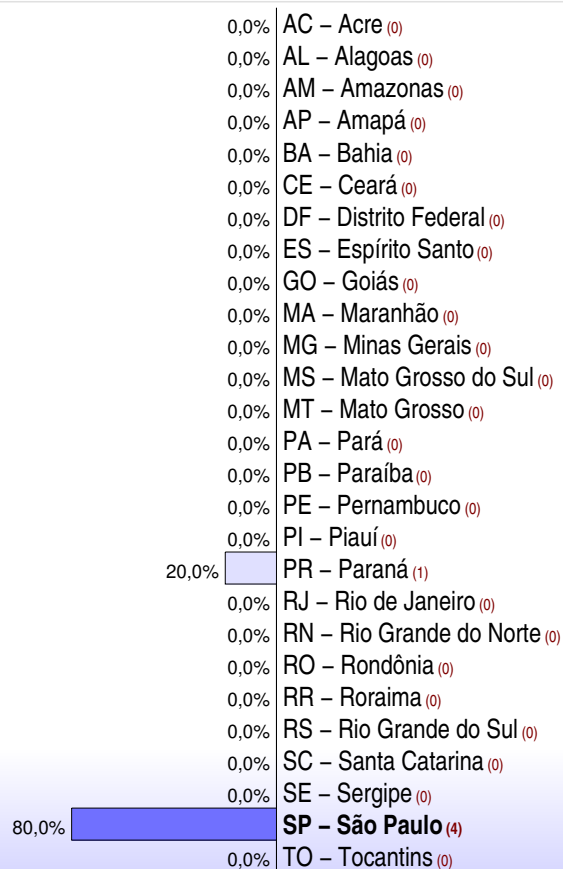 0,0% AC – Acre (0)
0,0% AL – Alagoas (0)
0,0% AM – Amazonas (0)
0,0% AP – Amapá (0)
0,0% BA – Bahia (0)
0,0% CE – Ceará (0)
0,0% DF – Distrito Federal (0)
0,0% ES – Espírito Santo (0)
0,0% GO – Goiás (0)
0,0% MA – Maranhão (0)
0,0% MG – Minas Gerais (0)
0,0% MS – Mato Grosso do Sul (0)
0,0% MT – Mato Grosso (0)
0,0% PA – Pará (0)
0,0% PB – Paraíba (0)
0,0% PE – Pernambuco (0)
0,0% PI – Piauí (0)
20,0% PR – Paraná (1)
0,0% RJ – Rio de Janeiro (0)
0,0% RN – Rio Grande do Norte (0)
0,0% RO – Rondônia (0)
0,0% RR – Roraima (0)
0,0% RS – Rio Grande do Sul (0)
0,0% SC – Santa Catarina (0)
0,0% SE – Sergipe (0)
80,0% SP – São Paulo (4)
0,0% TO – Tocantins (0)